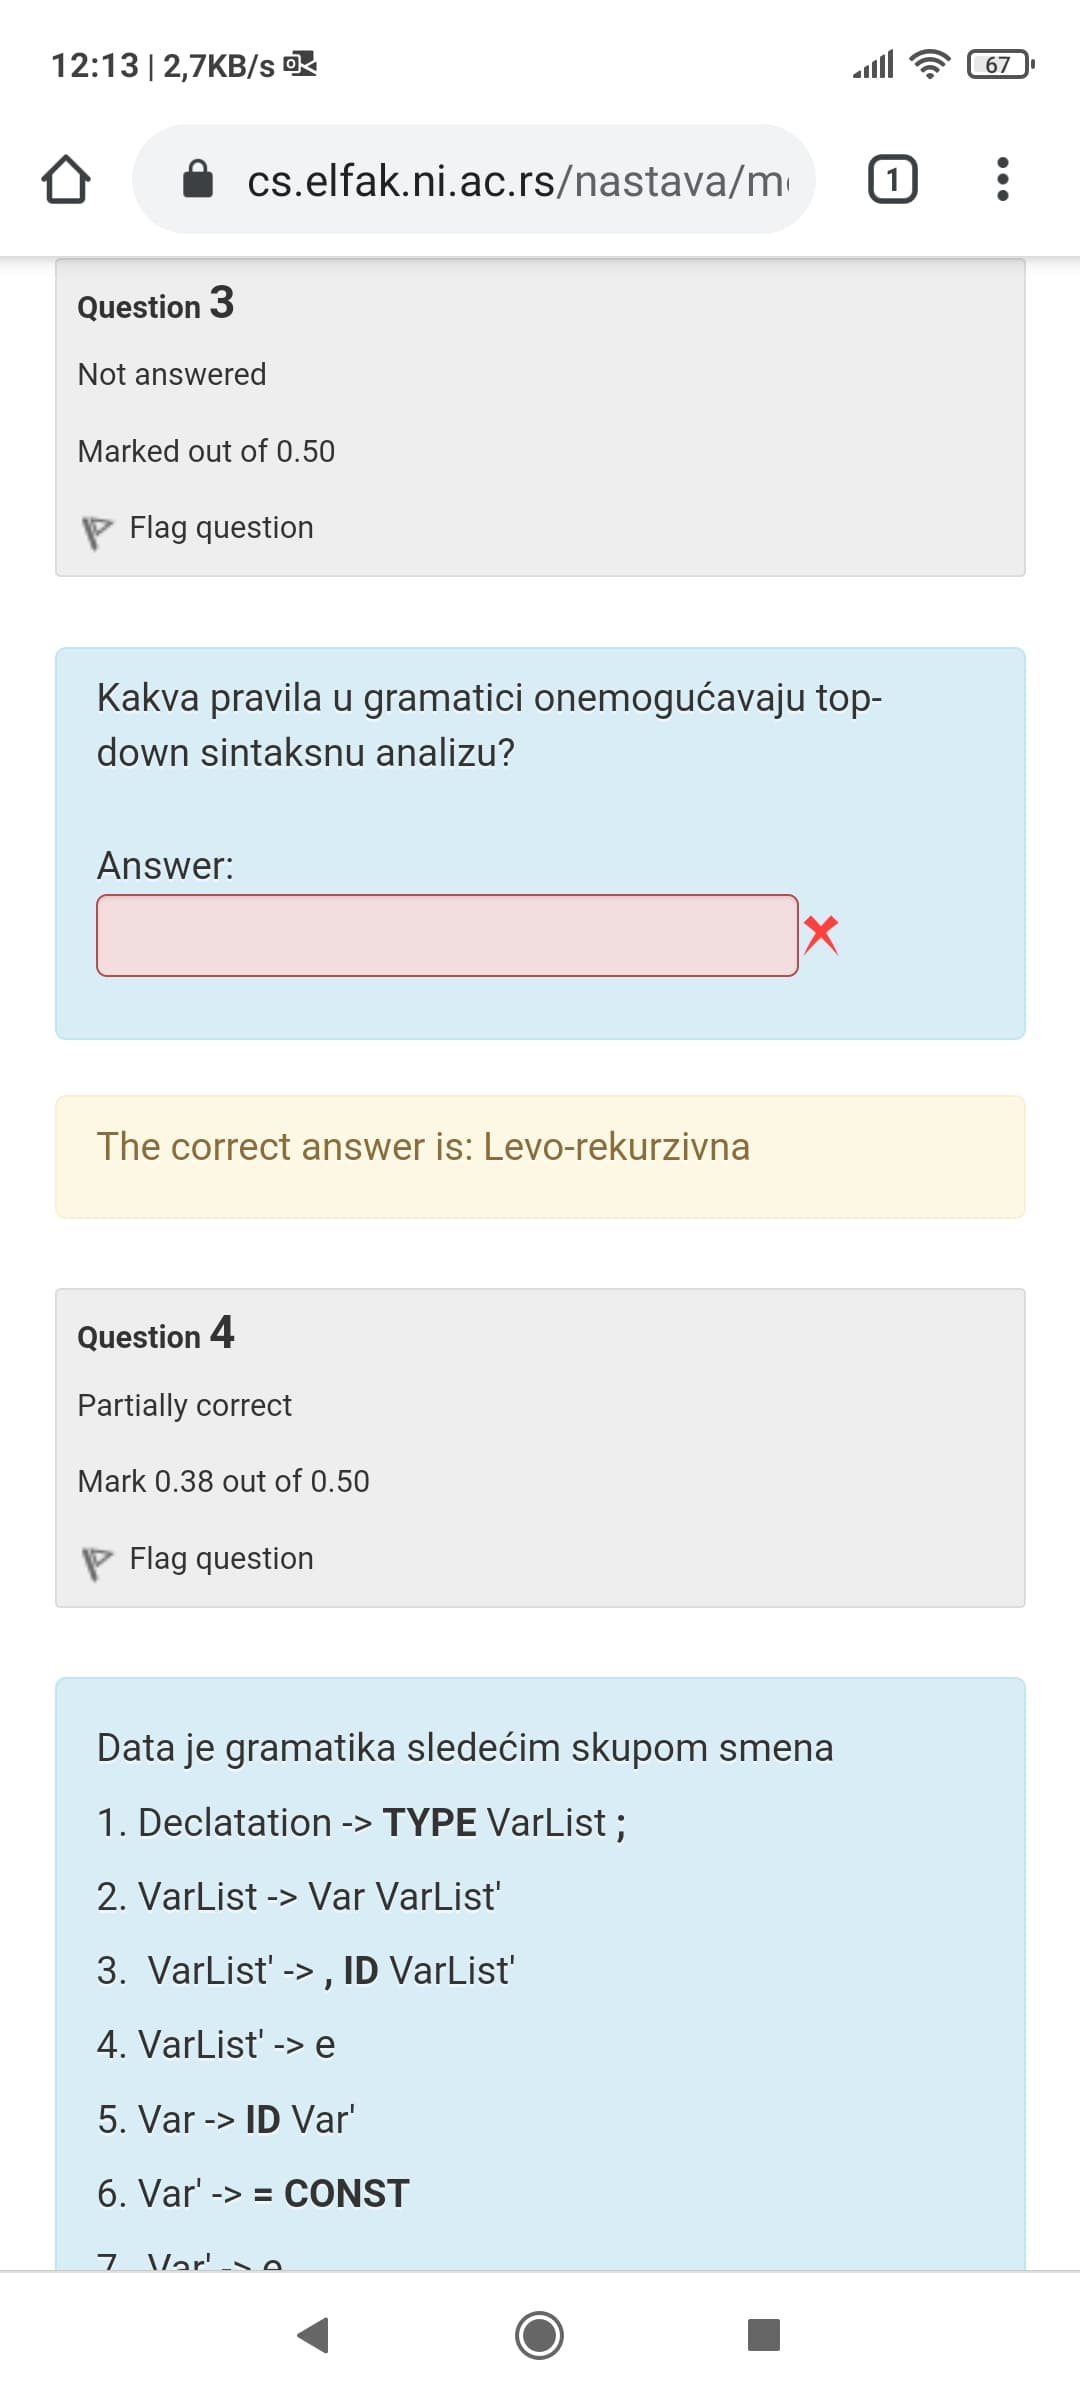 12:13 | 2,7KB/s
67
cs.elfak.ni.ac.rs/nastava/m
1
Question 3
Not answered
Marked out of 0.50
Flag question
Kakva pravila u gramatici onemogućavaju top-
down sintaksnu analizu?
Answer:
The correct answer is: Levo-rekurzivna
Question 4
Partially correct
Mark 0.38 out of 0.50
Flag question
Data je gramatika sledećim skupom smena
1. Declatation -> TYPE VarList ;
2. VarList -> Var VarList'
3. VarList' -> , ID VarList'
4. VarList' -> e
5. Var -> ID Var'
6. Var' -> = CONST
7. Var' -> e